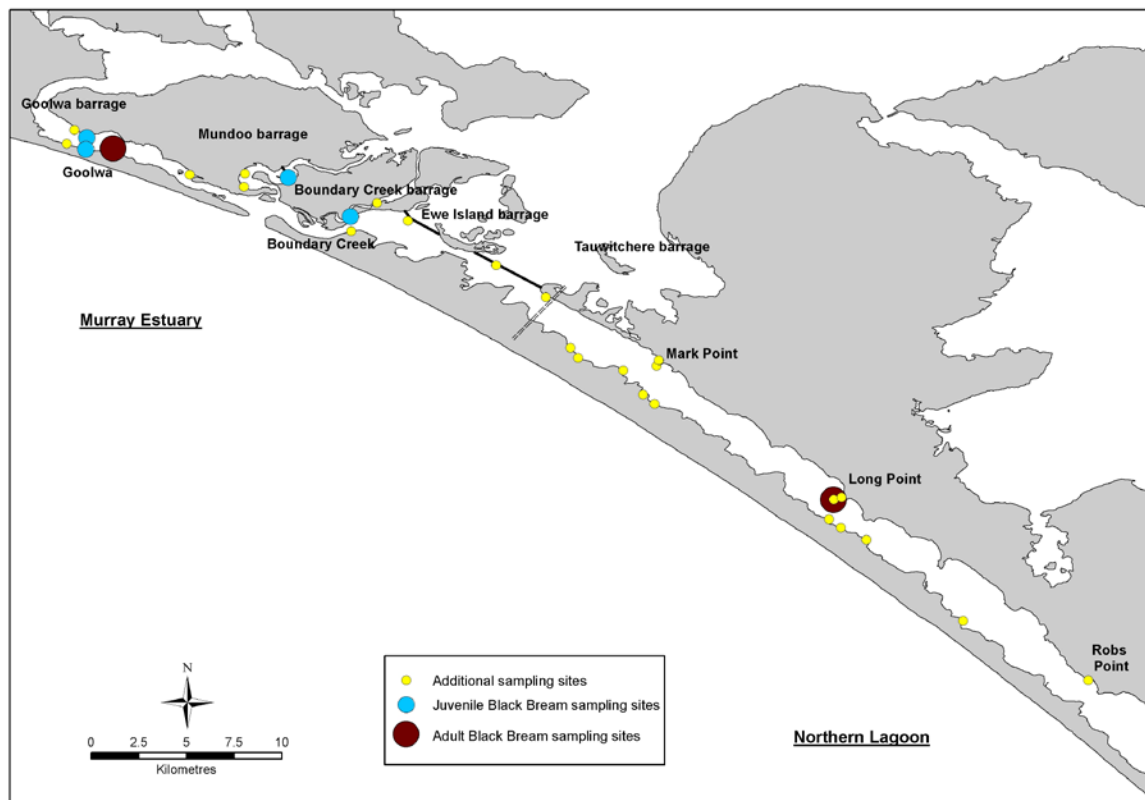 Goolwa barrage
Mundoo barrage
Goolwa
Boundary Creek barrage
Ewe Island barrage
Boundary Creek
Tauwitchere barrage
Murray Estuary
Mark Point
Long Point
Robs
Point
Northern Lagoon
Additional sampling sites
Juvenile Black Bream sampling sites
Adult Black Bream sampling sites
N
0 2.5 5 7.5 10
Kilometres